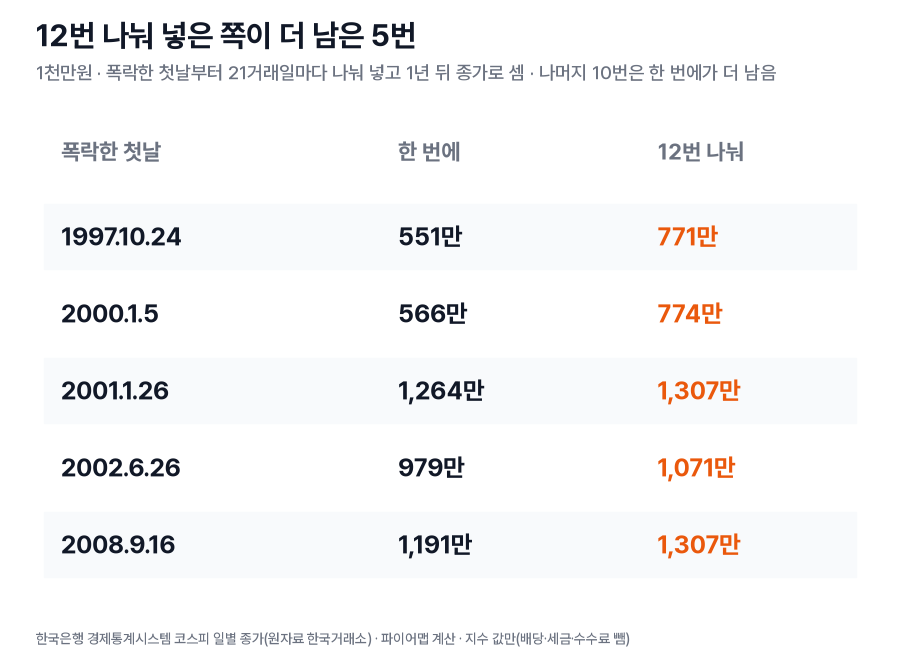 12번 나눠 넣은 쪽이 더 남은 5번
1천만원 · 폭락한 첫날부터 21거래일마다 나눠 넣고 1년 뒤 종가로 셈 · 나머지 10번은 한 번에가 더 남음
폭락한 첫날 한 번에 12번 나눠
1997.10.24 551만 771만
2000.1.5 566만 774만
2001.1.26 1,264만 1,307만
2002.6.26 979만 1,071만
2008.9.16 1,191만 1,307만
한국은행 경제통계시스템 코스피 일별 종가(원자료 한국거래소) · 파이어맵 계산 · 지수 값만(배당·세금·수수료 뺌)